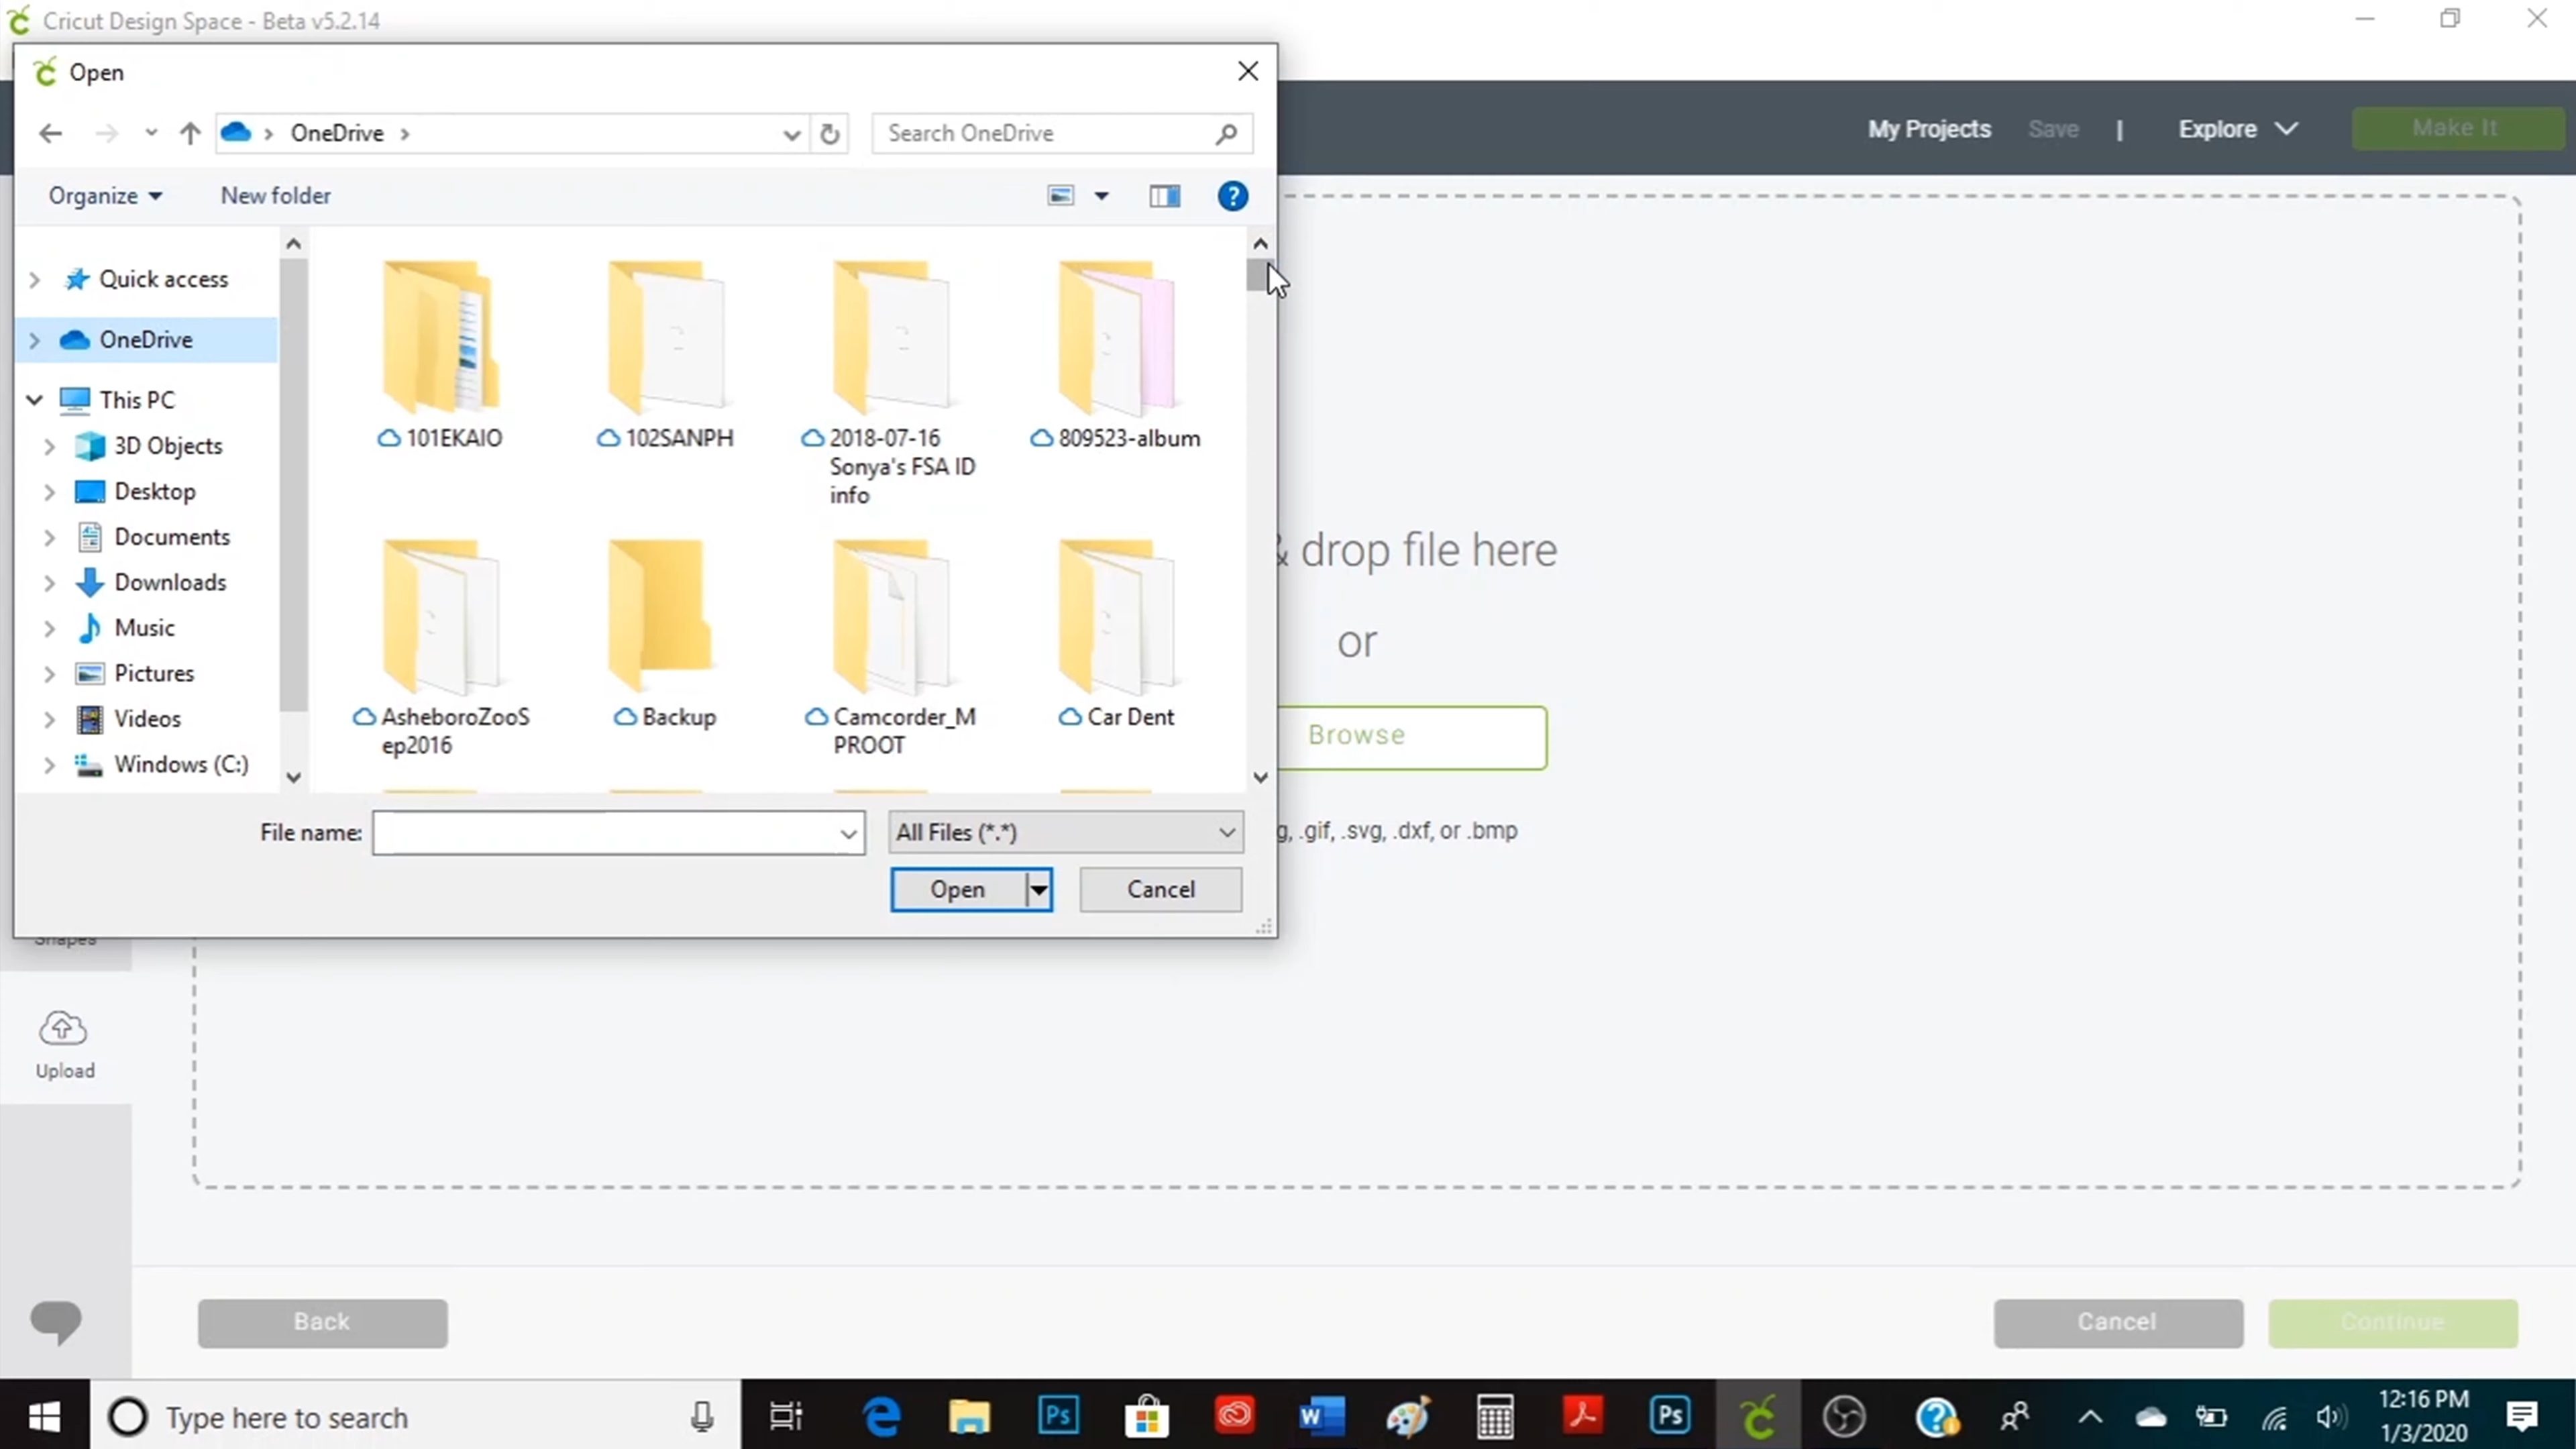 Cricut Design Space - Beta v5.2.14
Open
OneDrive
Search OneDrive
My Projects
Save
|
Explore
Make It
Organize
New folder
Quick access
OneDrive
This PC
3D Objects
Desktop
Documents
Downloads
Music
Pictures
Videos
Windows (C:)
101EKAIO
102SANPH
2018-07-16
Sonya's FSA ID
info
809523-album
AsheboroZooS
ep2016
Backup
Camcorder_M
PROOT
Car Dent
& drop file here
or
Browse
g, .gif, .svg, .dxf, or .bmp
File name:
All Files (*.*)
Open
Cancel
Shapes
Upload
Back
Cancel
Continue
Type here to search
12:16 PM
1/3/2020